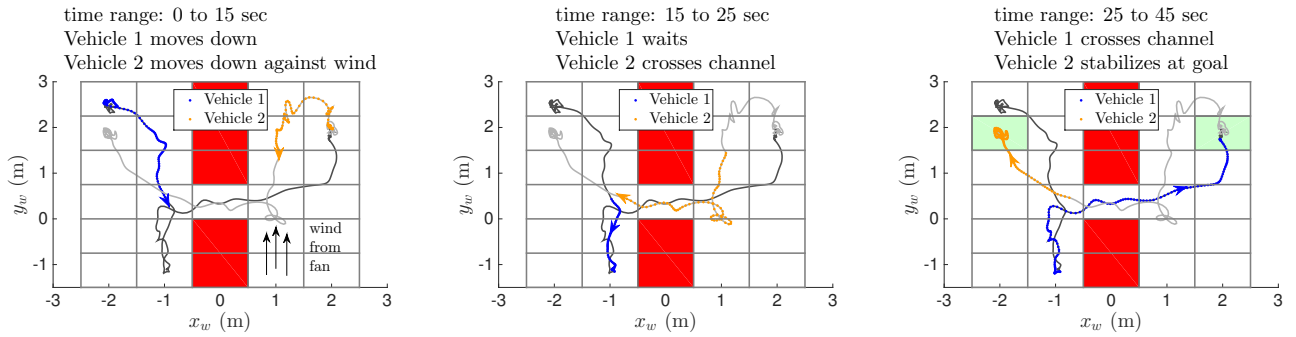 time range: 0 to 15 sec
Vehicle 1 moves down
Vehicle 2 moves down against wind
3
2
1
0
-1
y_w (m)
Vehicle 1
Vehicle 2
wind
from
fan
-3 -2 -1 0 1 2 3
x_w (m)
time range: 15 to 25 sec
Vehicle 1 waits
Vehicle 2 crosses channel
3
2
1
0
-1
y_w (m)
Vehicle 1
Vehicle 2
-3 -2 -1 0 1 2 3
x_w (m)
time range: 25 to 45 sec
Vehicle 1 crosses channel
Vehicle 2 stabilizes at goal
3
2
1
0
-1
y_w (m)
Vehicle 1
Vehicle 2
-3 -2 -1 0 1 2 3
x_w (m)